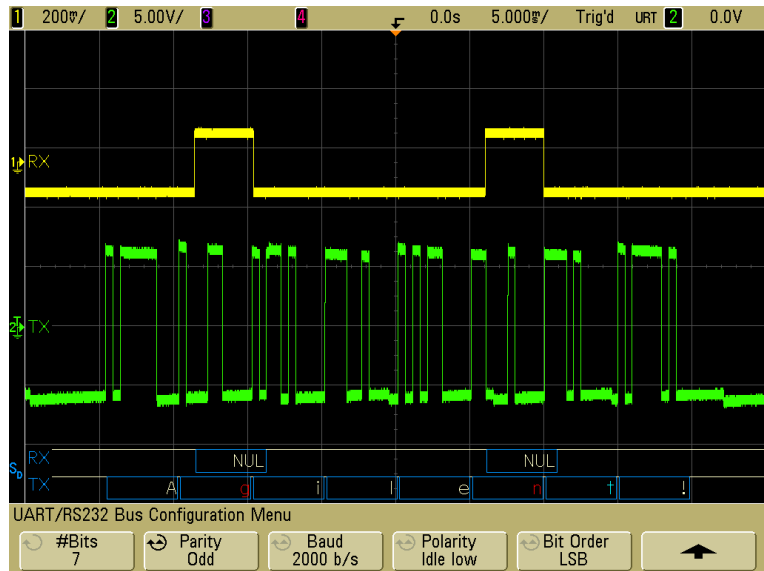 1 200mV/ 2 5.00V/ 3 4 0.0s 5.000ms/ Trig'd URT 2 0.0V
1 RX
2 TX
RX NUL NUL
TX A g i l e n t !
UART/RS232 Bus Configuration Menu
#Bits Parity Baud Polarity Bit Order
7 Odd 2000 b/s Idle low LSB